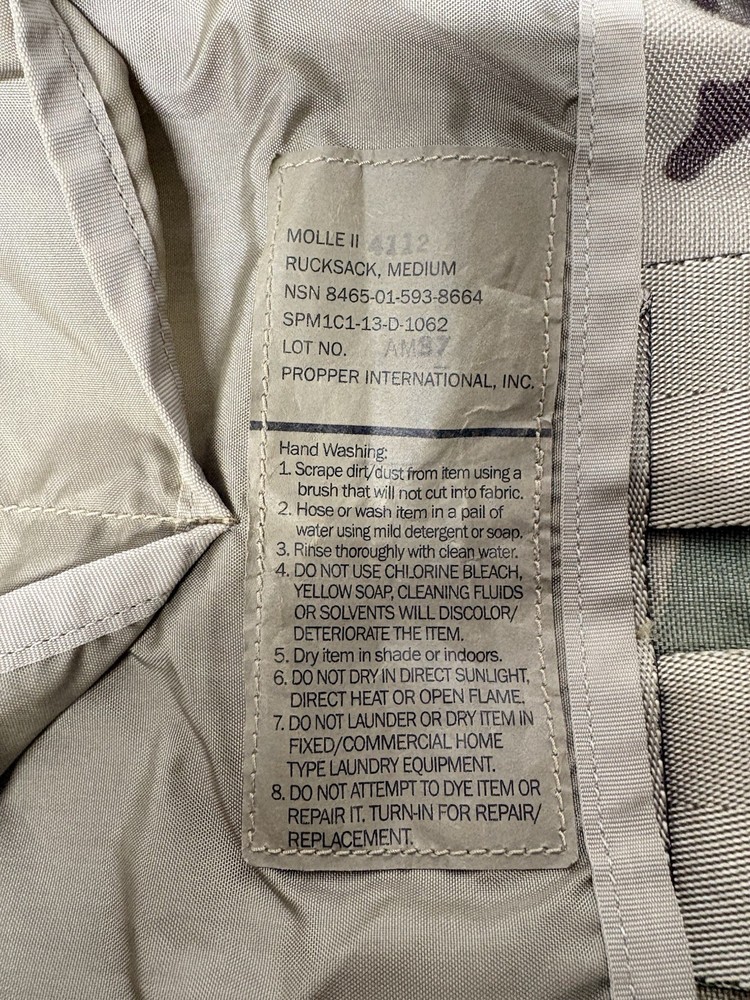 MOLLE II 4112
RUCKSACK, MEDIUM
NSN 8465-01-593-8664
SPM1C1-13-D-1062
LOT NO. AM87
PROPPER INTERNATIONAL, INC.
Hand Washing:
1. Scrape dirt/dust from item using a
brush that will not cut into fabric.
2. Hose or wash item in a pail of
water using mild detergent or soap.
3. Rinse thoroughly with clean water.
4. DO NOT USE CHLORINE BLEACH,
YELLOW SOAP, CLEANING FLUIDS
OR SOLVENTS WILL DISCOLOR/
DETERIORATE THE ITEM.
5. Dry item in shade or indoors.
6. DO NOT DRY IN DIRECT SUNLIGHT,
DIRECT HEAT OR OPEN FLAME.
7. DO NOT LAUNDER OR DRY ITEM IN
FIXED/COMMERCIAL HOME
TYPE LAUNDRY EQUIPMENT.
8. DO NOT ATTEMPT TO DYE ITEM OR
REPAIR IT. TURN-IN FOR REPAIR/
REPLACEMENT.